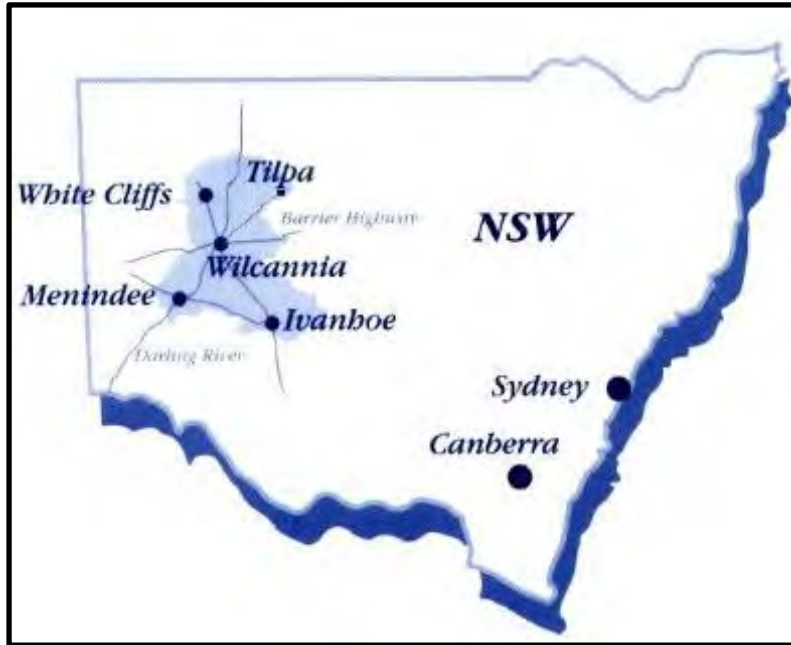 Tilpa
White Cliffs
Barrier Highway
NSW
Wilcannia
Menindee
Ivanhoe
Darling River
Sydney
Canberra